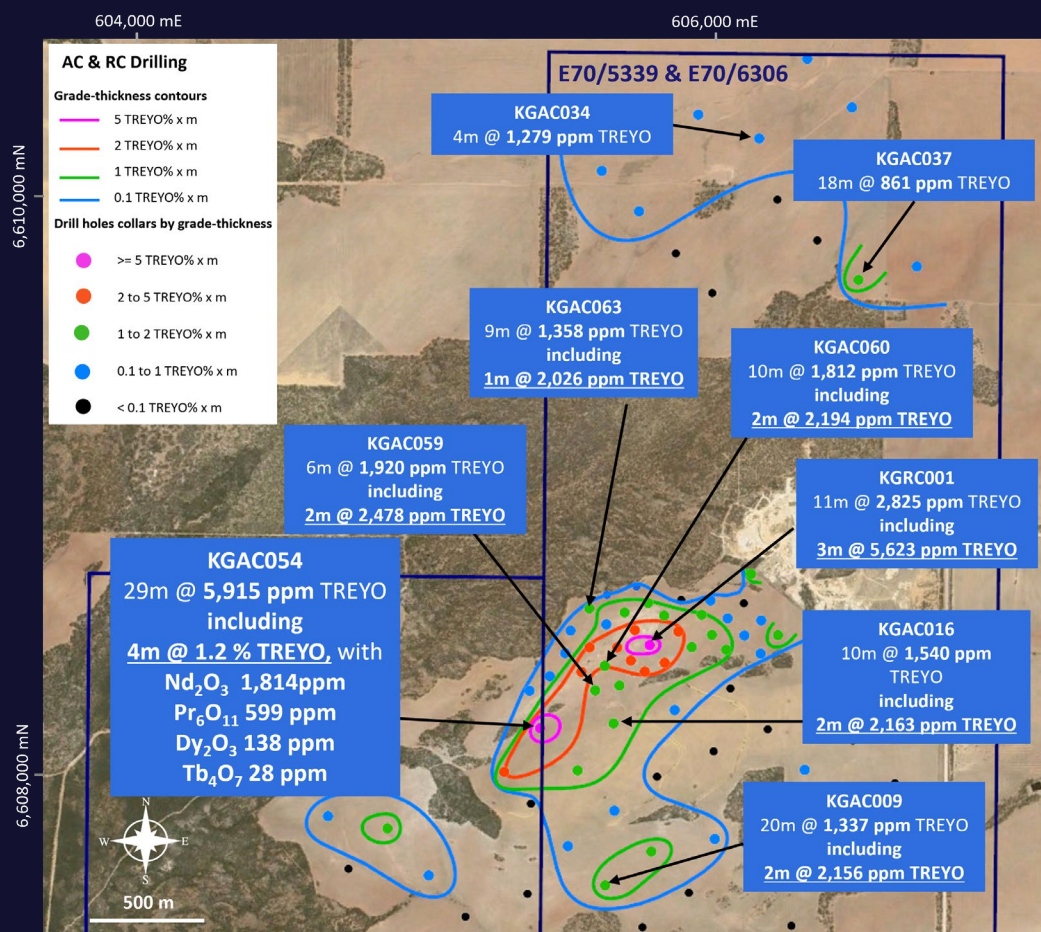 604,000 mE
606,000 mE
6,610,000 mN
6,608,000 mN
AC & RC Drilling
Grade-thickness contours
5 TREYO% x m
2 TREYO% x m
1 TREYO% x m
0.1 TREYO% x m
Drill holes collars by grade-thickness
>= 5 TREYO% x m
2 to 5 TREYO% x m
1 to 2 TREYO% x m
0.1 to 1 TREYO% x m
< 0.1 TREYO% x m
E70/5339 & E70/6306
KGAC034
4m @ 1,279 ppm TREYO
KGAC037
18m @ 861 ppm TREYO
KGAC063
9m @ 1,358 ppm TREYO
including
1m @ 2,026 ppm TREYO
KGAC060
10m @ 1,812 ppm TREYO
including
2m @ 2,194 ppm TREYO
KGAC059
6m @ 1,920 ppm TREYO
including
2m @ 2,478 ppm TREYO
KGRC001
11m @ 2,825 ppm TREYO
including
3m @ 5,623 ppm TREYO
KGAC054
29m @ 5,915 ppm TREYO
including
4m @ 1.2 % TREYO, with
Nd₂O₃ 1,814ppm
Pr₆O₁₁ 599 ppm
Dy₂O₃ 138 ppm
Tb₄O₇ 28 ppm
KGAC016
10m @ 1,540 ppm
TREYO
including
2m @ 2,163 ppm TREYO
KGAC009
20m @ 1,337 ppm TREYO
including
2m @ 2,156 ppm TREYO
N
W E
S
500 m